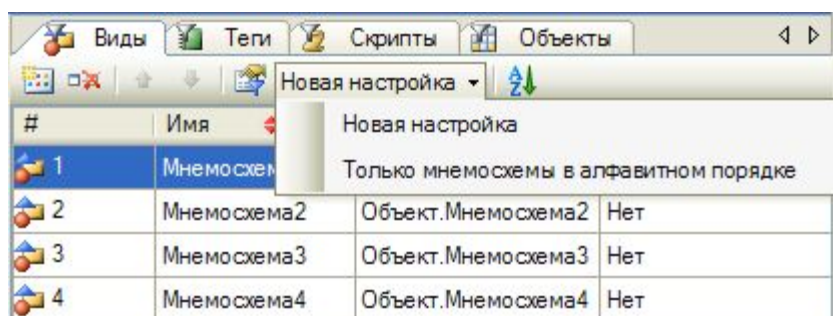 Виды Теги Скрипты Объекты
Новая настройка
# Имя Новая настройка
1 Мнемосхем Только мнемосхемы в алфавитном порядке
2 Мнемосхема2 Объект.Мнемосхема2 Нет
3 Мнемосхема3 Объект.Мнемосхема3 Нет
4 Мнемосхема4 Объект.Мнемосхема4 Нет